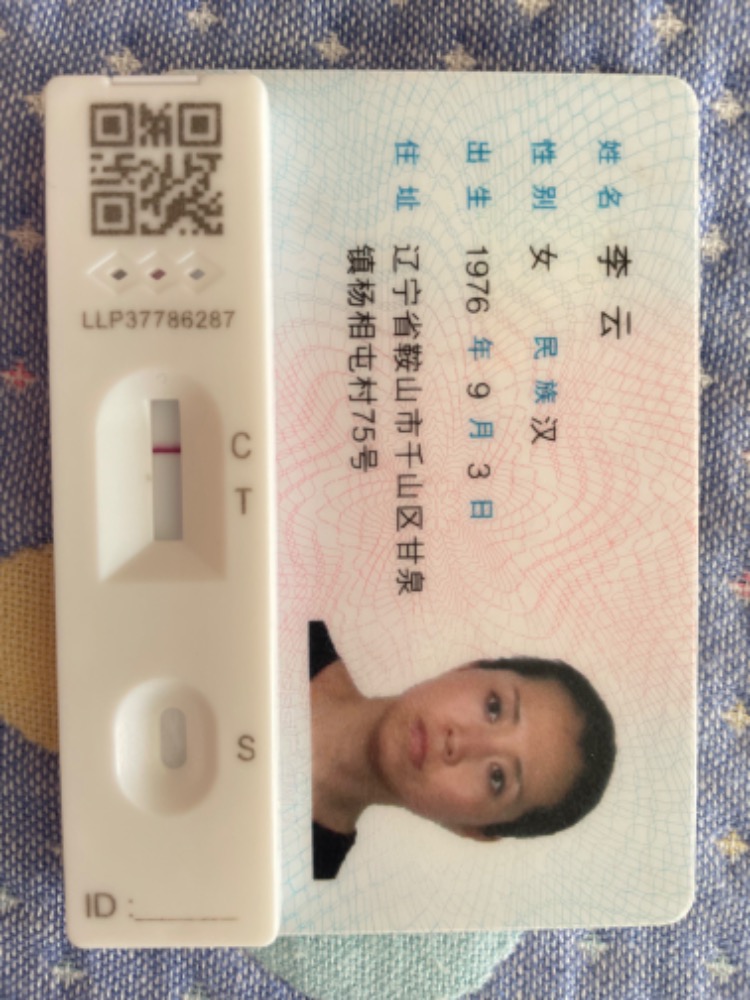 LLP37786287
C
T
S
ID:
姓名 李云
性别 女 民族 汉
出生 1976 年 9 月 3 日
住址 辽宁省鞍山市千山区甘泉
镇杨相屯村75号